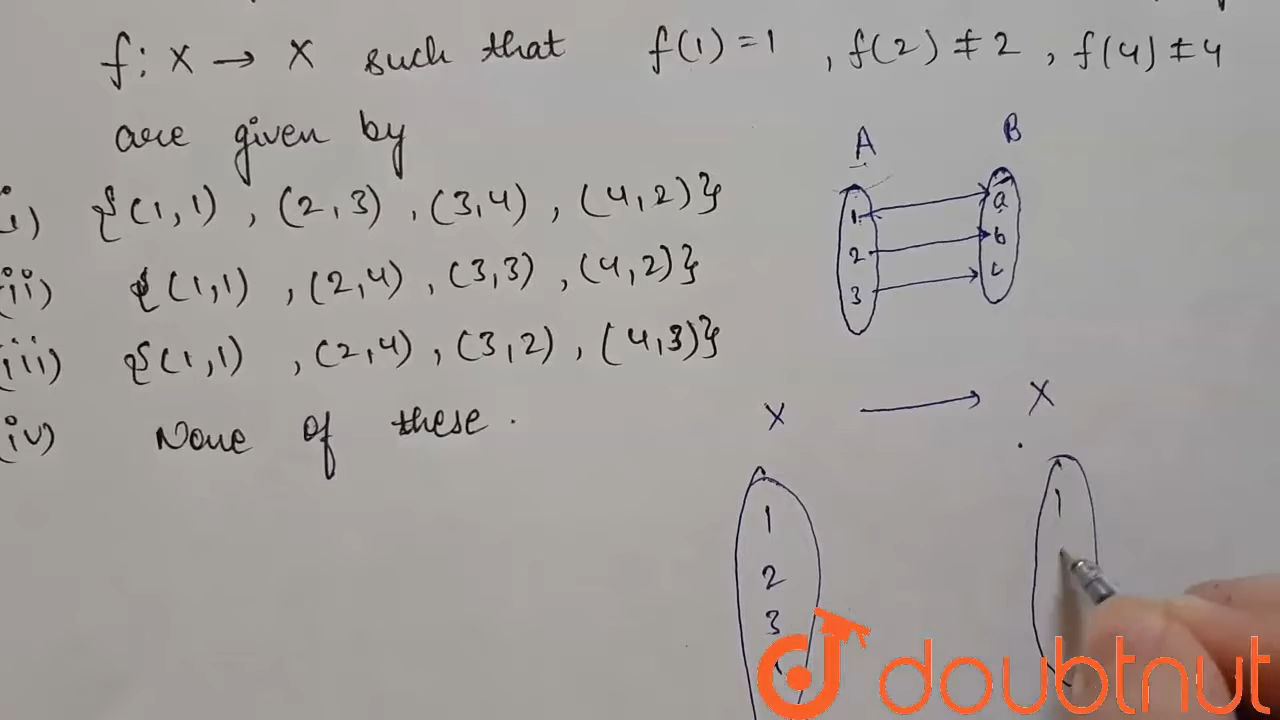 f: X → X such that f(1) = 1 , f(2) ≠ 2 , f(4) ≠ 4
are given by
i) {(1,1) , (2,3) , (3,4) , (4,2)}
(ii) {(1,1) , (2,4) , (3,3) , (4,2)}
(iii) {(1,1) , (2,4) , (3,2) , (4,3)}
(iv) None of these .
A B
1 a
2 b
3 c
X → X
1 1
2
3
doubtnut